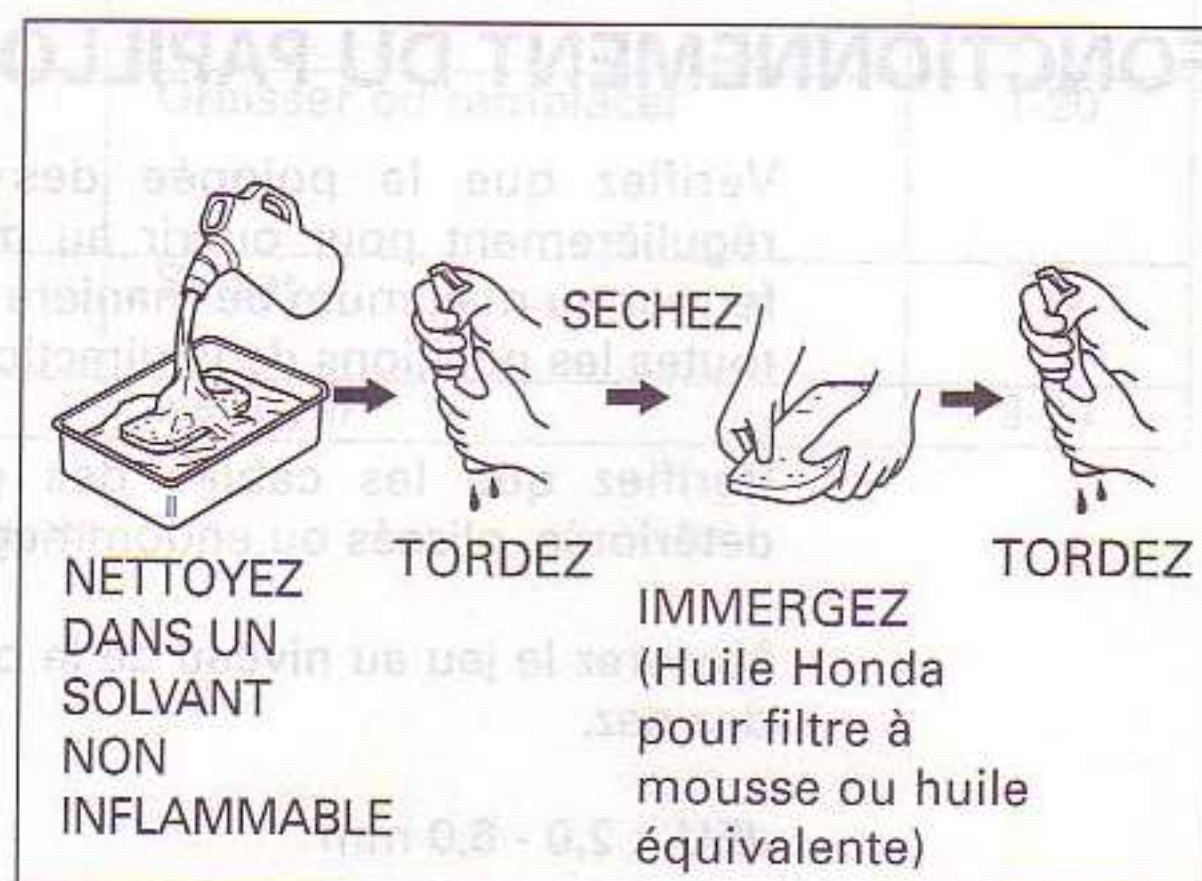 SECHEZ
NETTOYEZ
DANS UN
SOLVANT
NON
INFLAMMABLE
TORDEZ
IMMERGEZ
(Huile Honda
pour filtre à
mousse ou huile
équivalente)
TORDEZ